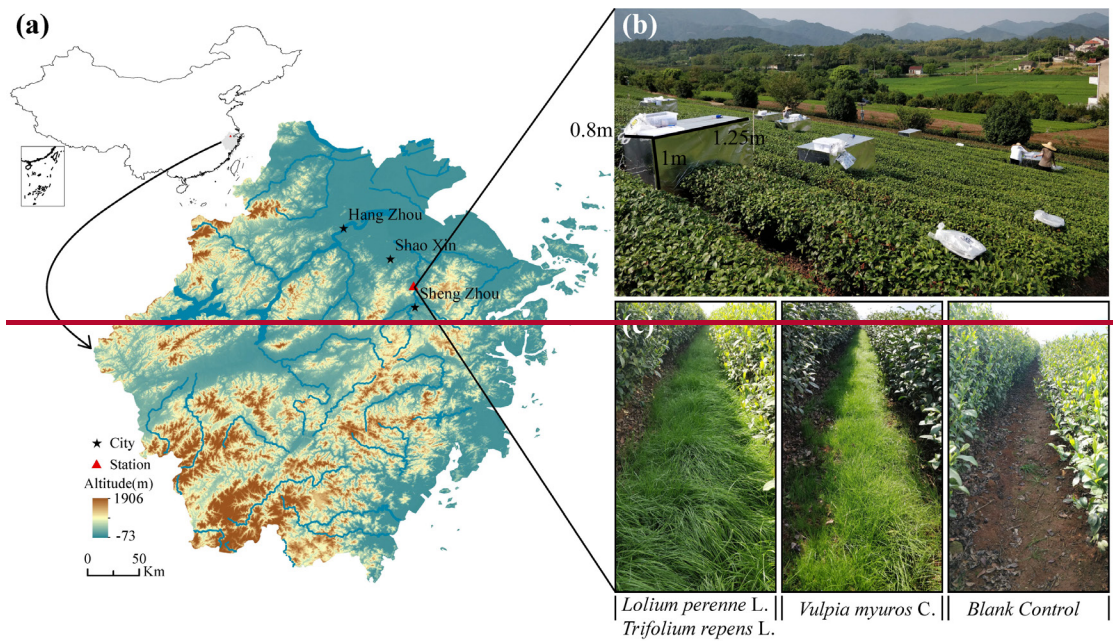 (a)
Hang Zhou
Shao Xin
Sheng Zhou
City
Station
Altitude(m)
1906
-73
0 50
Km
(b)
0.8m
1.25m
1m
(c)
Lolium perenne L.
Trifolium repens L.
Vulpia myuros C.
Blank Control